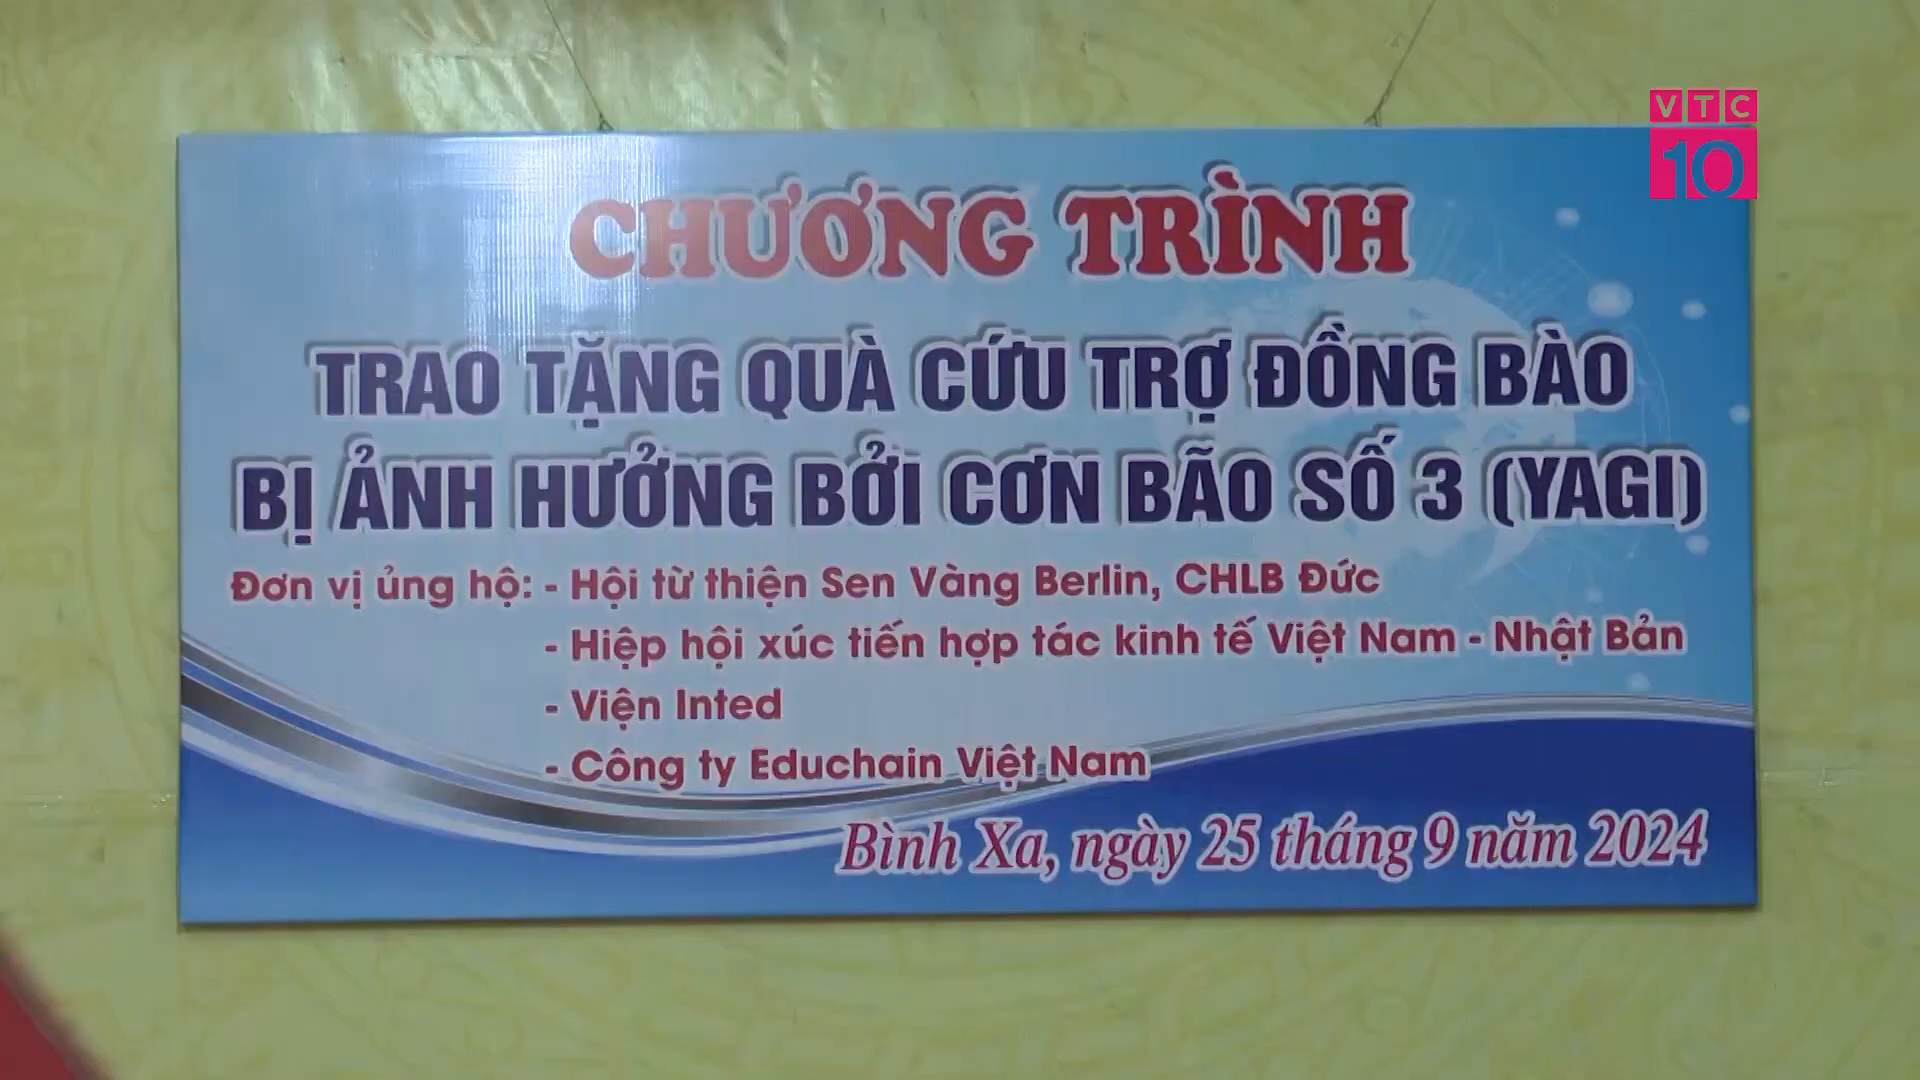 VTC
10
CHƯƠNG TRÌNH
TRAO TẶNG QUÀ CỨU TRỢ ĐỒNG BÀO
BỊ ẢNH HƯỞNG BỞI CƠN BÃO SỐ 3 (YAGI)
Đơn vị ủng hộ: - Hội từ thiện Sen Vàng Berlin, CHLB Đức
- Hiệp hội xúc tiến hợp tác kinh tế Việt Nam - Nhật Bản
- Viện Inted
- Công ty Educhain Việt Nam
Bình Xa, ngày 25 tháng 9 năm 2024